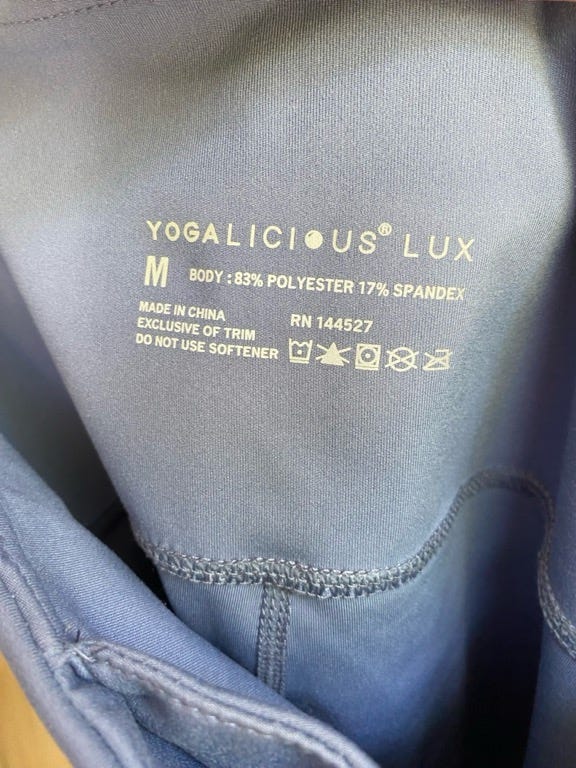 YOGALICIOUS® LUX
M BODY : 83% POLYESTER 17% SPANDEX
MADE IN CHINA
EXCLUSIVE OF TRIM RN 144527
DO NOT USE SOFTENER